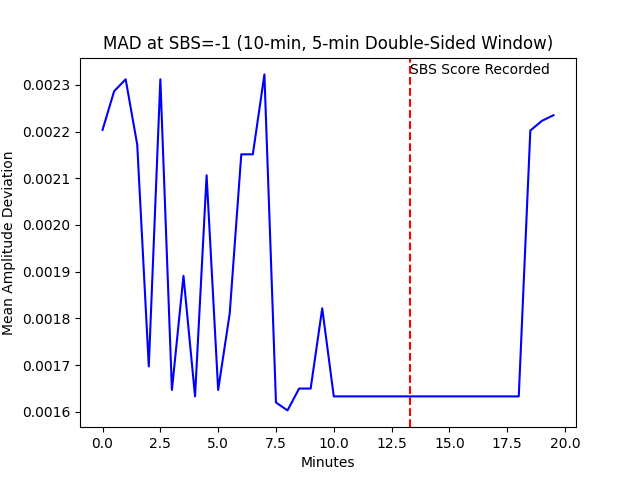 MAD at SBS=-1 (10-min, 5-min Double-Sided Window)
SBS Score Recorded
Mean Amplitude Deviation
0.0023
0.0022
0.0021
0.0020
0.0019
0.0018
0.0017
0.0016
0.0 2.5 5.0 7.5 10.0 12.5 15.0 17.5 20.0
Minutes